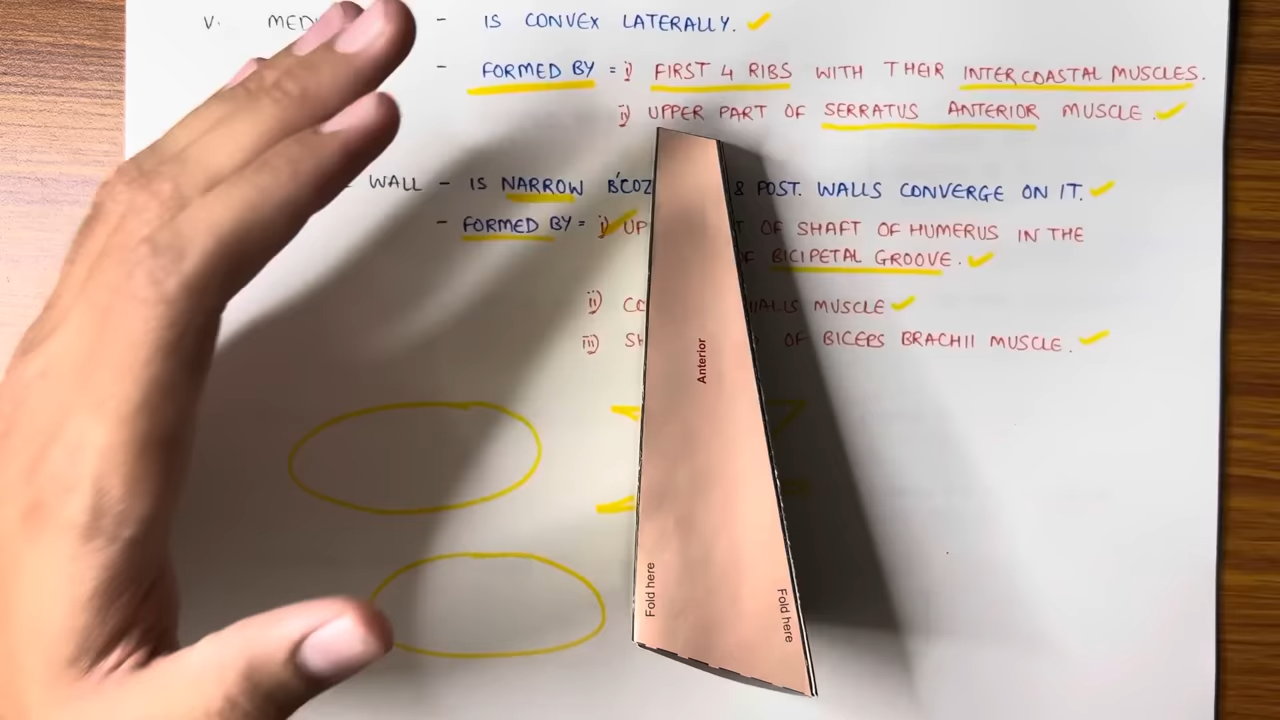 V. MED - IS CONVEX LATERALLY.
- FORMED BY = i) FIRST 4 RIBS WITH THEIR INTERCOASTAL MUSCLES.
ii) UPPER PART OF SERRATUS ANTERIOR MUSCLE.
WALL - IS NARROW B'COZ & POST. WALLS CONVERGE ON IT.
- FORMED BY = i) UP OF SHAFT OF HUMERUS IN THE
BICIPETAL GROOVE.
ii) MUSCLE
iii) SH OF BICEPS BRACHII MUSCLE.
Anterior
Fold here
Fold here